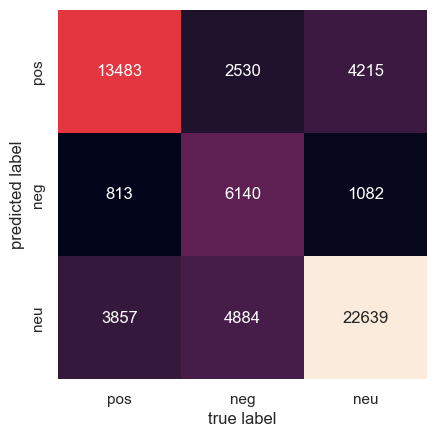 pos 13483 2530 4215
neg 813 6140 1082
neu 3857 4884 22639
predicted label
pos neg neu
true label